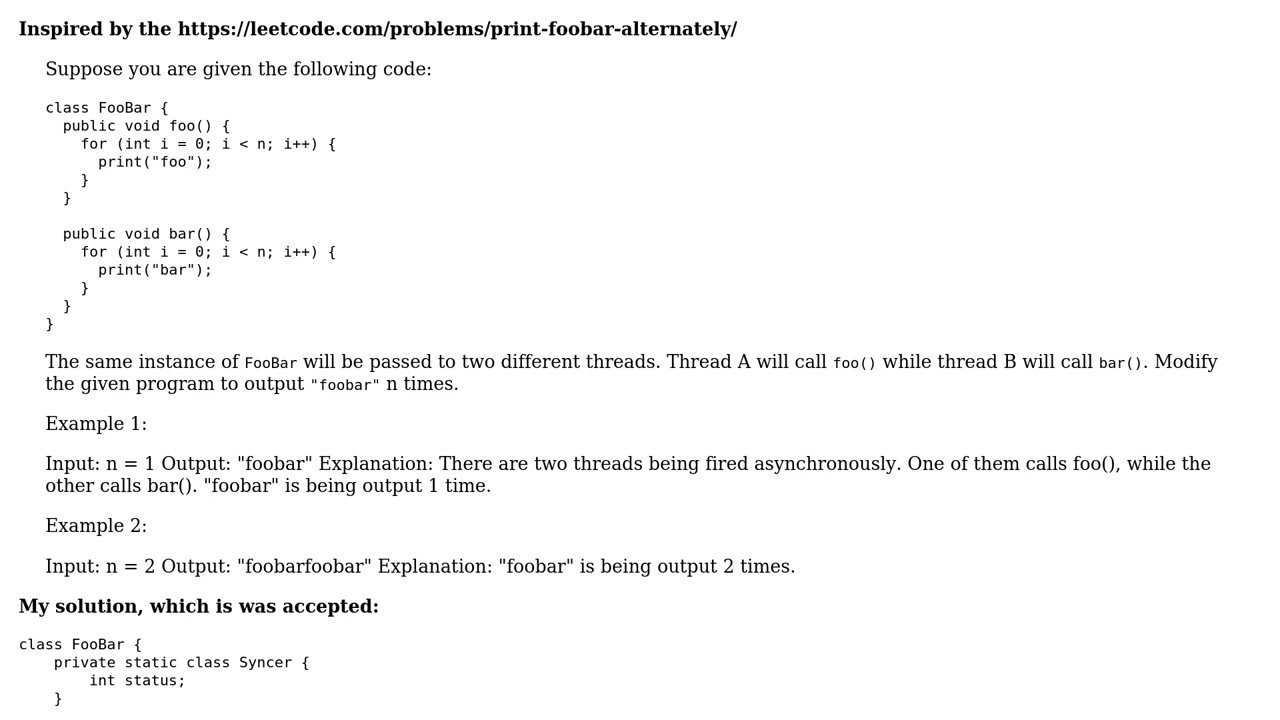 Inspired by the https://leetcode.com/problems/print-foobar-alternately/
Suppose you are given the following code:
class FooBar {
  public void foo() {
    for (int i = 0; i < n; i++) {
      print("foo");
    }
  }

  public void bar() {
    for (int i = 0; i < n; i++) {
      print("bar");
    }
  }
}
The same instance of FooBar will be passed to two different threads. Thread A will call foo() while thread B will call bar(). Modify
the given program to output "foobar" n times.
Example 1:
Input: n = 1 Output: "foobar" Explanation: There are two threads being fired asynchronously. One of them calls foo(), while the
other calls bar(). "foobar" is being output 1 time.
Example 2:
Input: n = 2 Output: "foobarfoobar" Explanation: "foobar" is being output 2 times.
My solution, which is was accepted:
class FooBar {
    private static class Syncer {
        int status;
    }